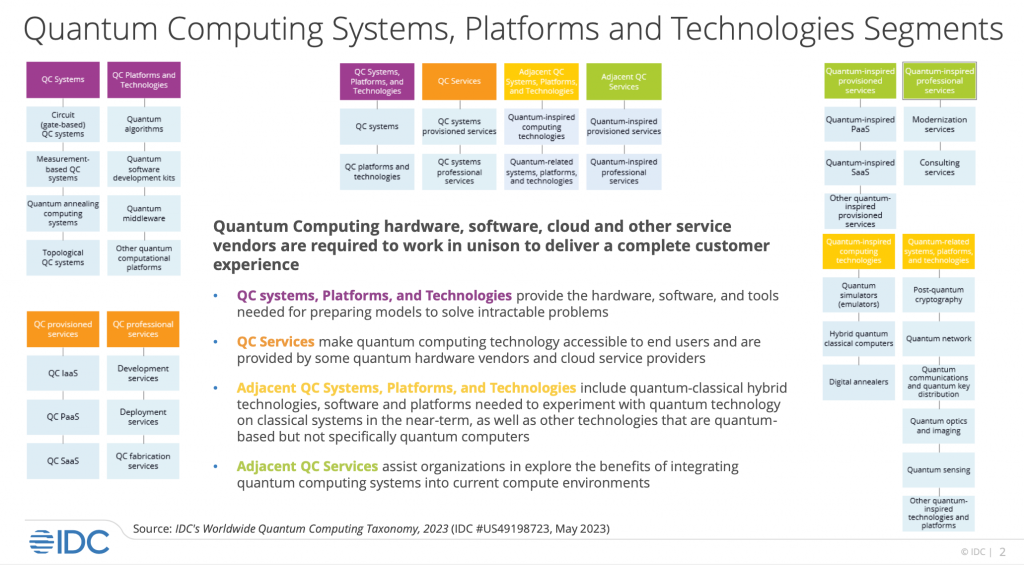 Quantum Computing Systems, Platforms and Technologies Segments
QC Systems
Circuit
(gate-based)
QC systems
Measurement-
based QC
systems
Quantum annealing
computing
systems
Topological
QC systems
QC Platforms and
Technologies
Quantum
algorithms
Quantum
software
development kits
Quantum
middleware
Other quantum
computational
platforms
QC provisioned
services
QC IaaS
QC PaaS
QC SaaS
QC professional
services
Development
services
Deployment
services
QC fabrication
services
QC Systems,
Platforms, and
Technologies
QC systems
QC platforms and
technologies
QC Services
QC systems
provisioned services
QC systems
professional
services
Adjacent QC
Systems, Platforms,
and Technologies
Quantum-inspired
computing
technologies
Quantum-related
systems, platforms,
and technologies
Adjacent QC
Services
Quantum-inspired
provisioned services
Quantum-inspired
professional
services
Quantum Computing hardware, software, cloud and other service
vendors are required to work in unison to deliver a complete customer
experience
• QC systems, Platforms, and Technologies provide the hardware, software, and tools
needed for preparing models to solve intractable problems
• QC Services make quantum computing technology accessible to end users and are
provided by some quantum hardware vendors and cloud service providers
• Adjacent QC Systems, Platforms, and Technologies include quantum-classical hybrid
technologies, software and platforms needed to experiment with quantum technology
on classical systems in the near-term, as well as other technologies that are quantum-
based but not specifically quantum computers
• Adjacent QC Services assist organizations in explore the benefits of integrating
quantum computing systems into current compute environments
Quantum-inspired
provisioned
services
Quantum-inspired
PaaS
Quantum-inspired
SaaS
Other quantum-
inspired
provisioned
services
Quantum-inspired
professional
services
Modernization
services
Consulting
services
Quantum-inspired
computing
technologies
Quantum
simulators
(emulators)
Hybrid quantum
classical computers
Digital annealers
Quantum-related
systems, platforms,
and technologies
Post-quantum
cryptography
Quantum network
Quantum
communications
and quantum key
distribution
Quantum optics
and imaging
Quantum sensing
Other quantum-
inspired
technologies and
platforms
Source: IDC's Worldwide Quantum Computing Taxonomy, 2023 (IDC #US49198723, May 2023)
IDC
© IDC | 2